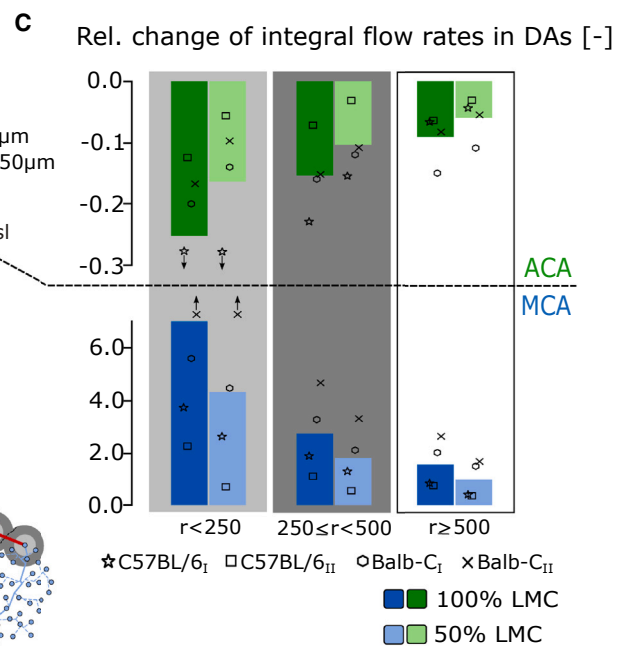 C
Rel. change of integral flow rates in DAs [-]
0.0
-0.1
-0.2
-0.3
µm
50µm
sl
ACA
MCA
6.0
4.0
2.0
0.0
r<250
250≤r<500
r≥500
C57BL/6I
C57BL/6II
Balb-CI
Balb-CII
100% LMC
50% LMC